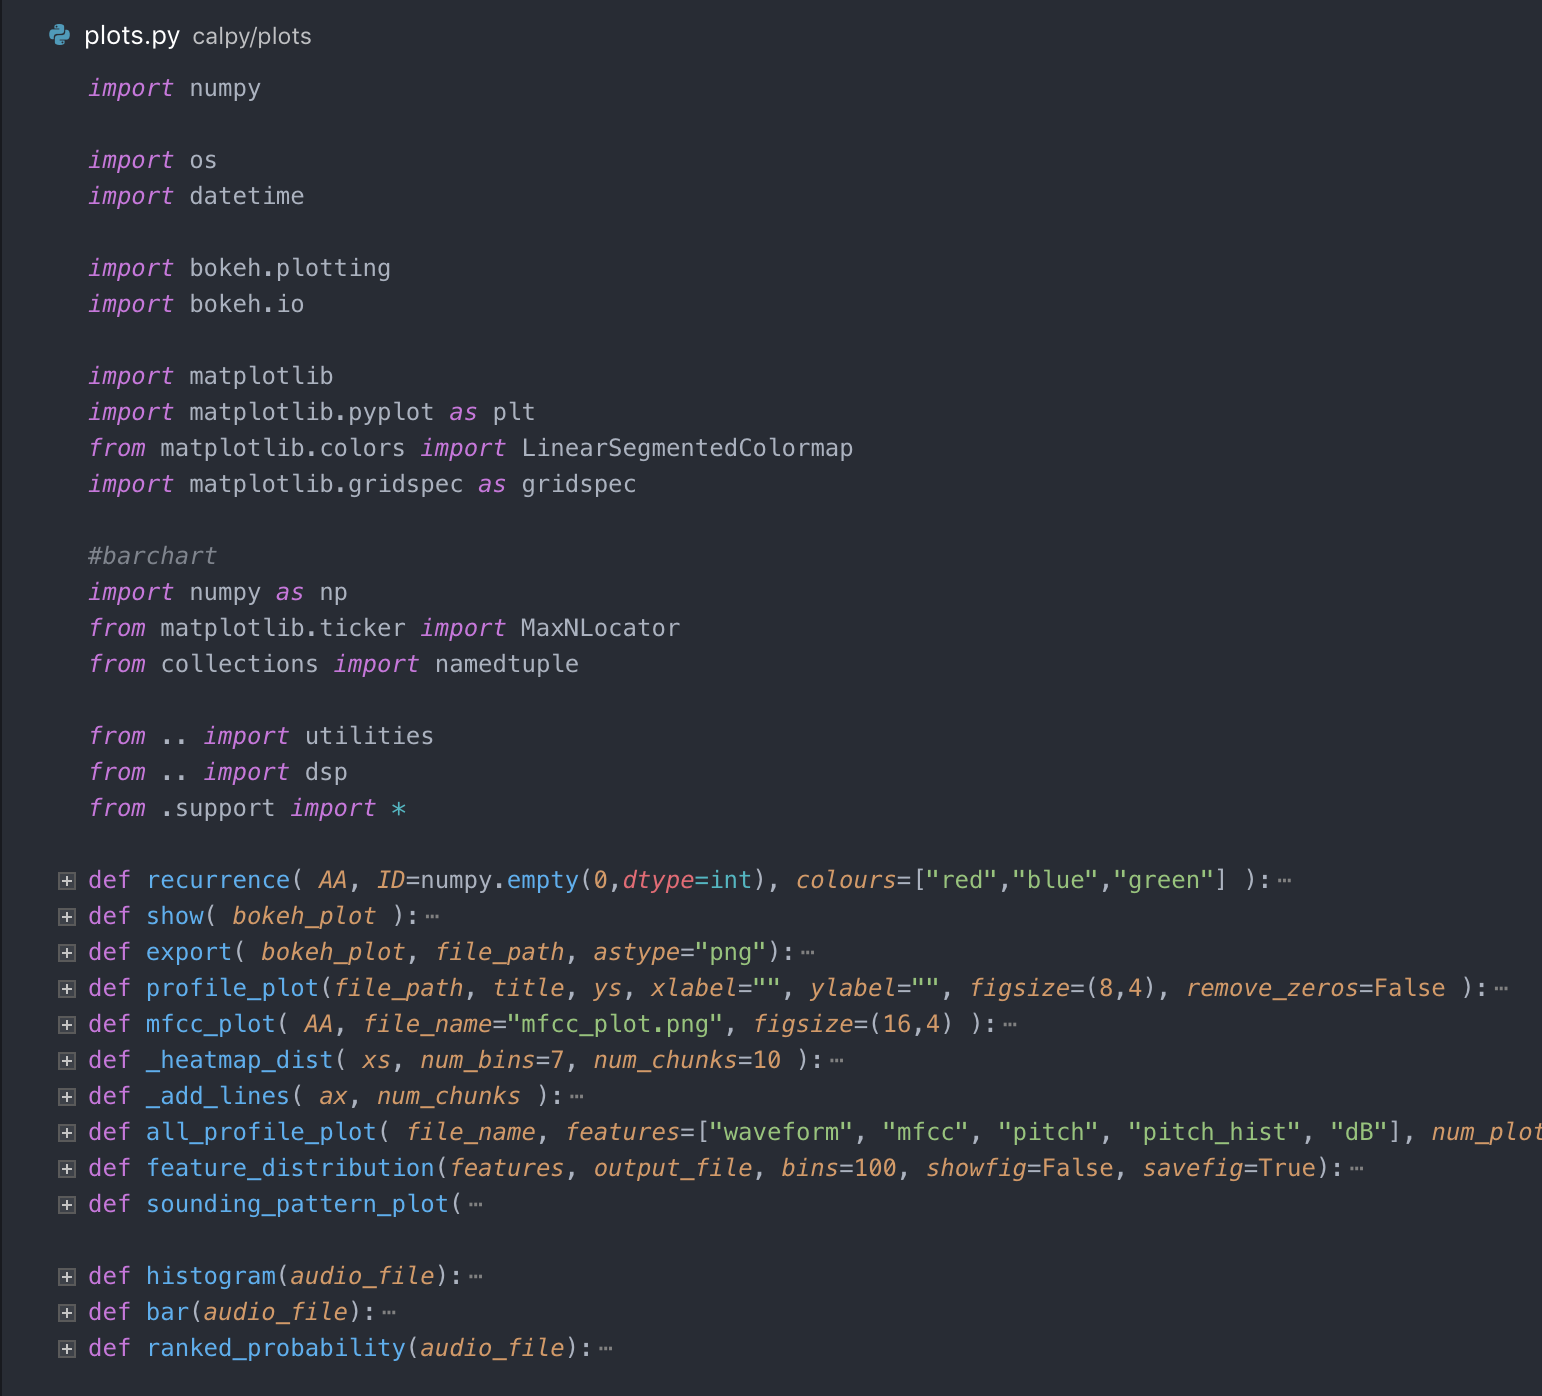 plots.py calpy/plots
import numpy
import os
import datetime
import bokeh.plotting
import bokeh.io
import matplotlib
import matplotlib.pyplot as plt
from matplotlib.colors import LinearSegmentedColormap
import matplotlib.gridspec as gridspec
#barchart
import numpy as np
from matplotlib.ticker import MaxNLocator
from collections import namedtuple
from .. import utilities
from .. import dsp
from .support import *
def recurrence( AA, ID=numpy.empty(0,dtype=int), colours=["red","blue","green"] ):⋯
def show( bokeh_plot ):⋯
def export( bokeh_plot, file_path, astype="png"):⋯
def profile_plot(file_path, title, ys, xlabel="", ylabel="", figsize=(8,4), remove_zeros=False ):⋯
def mfcc_plot( AA, file_name="mfcc_plot.png", figsize=(16,4) ):⋯
def _heatmap_dist( xs, num_bins=7, num_chunks=10 ):⋯
def _add_lines( ax, num_chunks ):⋯
def all_profile_plot( file_name, features=["waveform", "mfcc", "pitch", "pitch_hist", "dB"], num_plot
def feature_distribution(features, output_file, bins=100, showfig=False, savefig=True):⋯
def sounding_pattern_plot(⋯
def histogram(audio_file):⋯
def bar(audio_file):⋯
def ranked_probability(audio_file):⋯